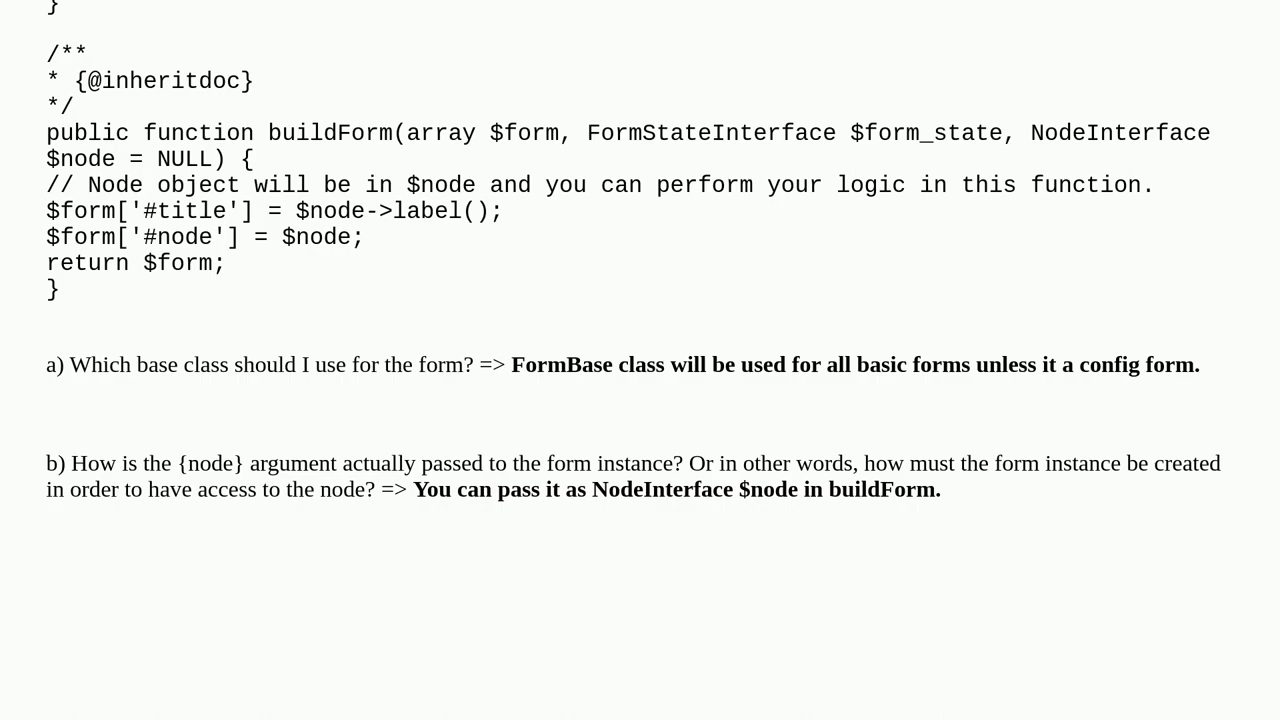 }
/**
* {@inheritdoc}
*/
public function buildForm(array $form, FormStateInterface $form_state, NodeInterface
$node = NULL) {
// Node object will be in $node and you can perform your logic in this function.
$form['#title'] = $node->label();
$form['#node'] = $node;
return $form;
}
a) Which base class should I use for the form? => FormBase class will be used for all basic forms unless it a config form.
b) How is the {node} argument actually passed to the form instance? Or in other words, how must the form instance be created
in order to have access to the node? => You can pass it as NodeInterface $node in buildForm.